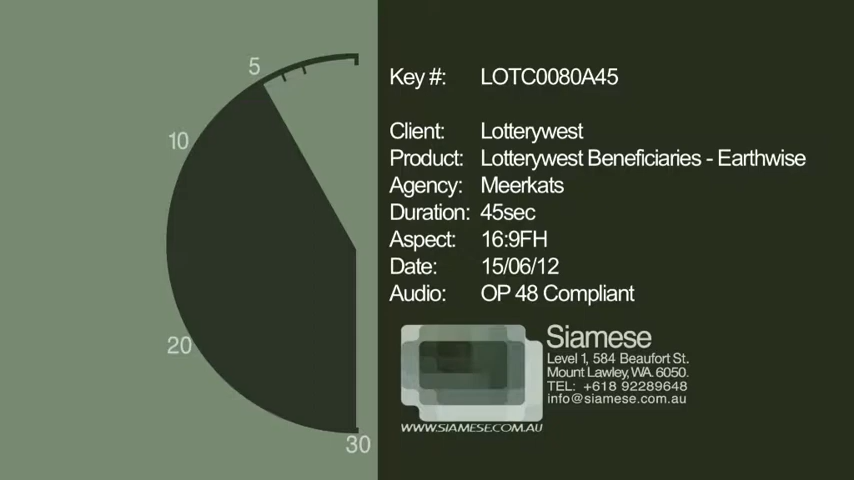 5
10
20
30
Key #: LOTC0080A45
Client: Lotterywest
Product: Lotterywest Beneficiaries - Earthwise
Agency: Meerkats
Duration: 45sec
Aspect: 16:9FH
Date: 15/06/12
Audio: OP 48 Compliant
Siamese
Level 1, 584 Beaufort St.
Mount Lawley, WA. 6050.
TEL: +618 92289648
info@siamese.com.au
WWW.SIAMESE.COM.AU